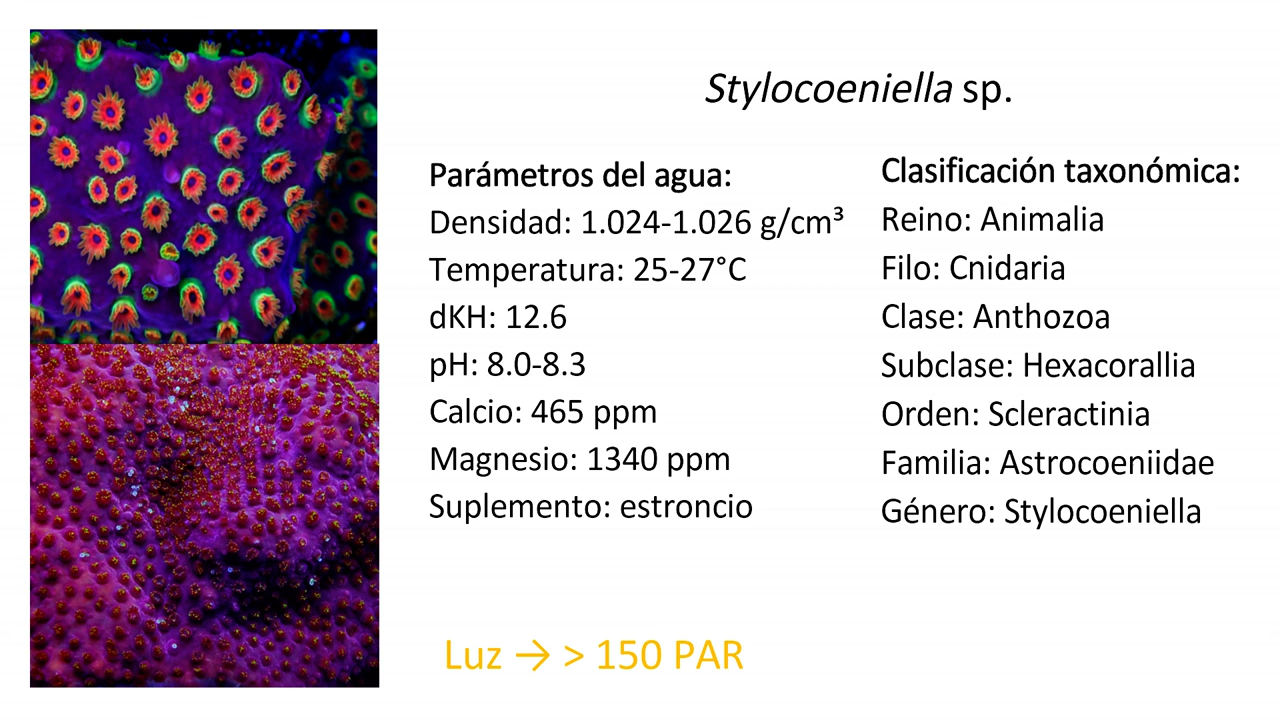 Stylocoeniella sp.
Parámetros del agua:
Densidad: 1.024-1.026 g/cm³
Temperatura: 25-27°C
dKH: 12.6
pH: 8.0-8.3
Calcio: 465 ppm
Magnesio: 1340 ppm
Suplemento: estroncio
Clasificación taxonómica:
Reino: Animalia
Filo: Cnidaria
Clase: Anthozoa
Subclase: Hexacorallia
Orden: Scleractinia
Familia: Astrocoeniidae
Género: Stylocoeniella
Luz → > 150 PAR